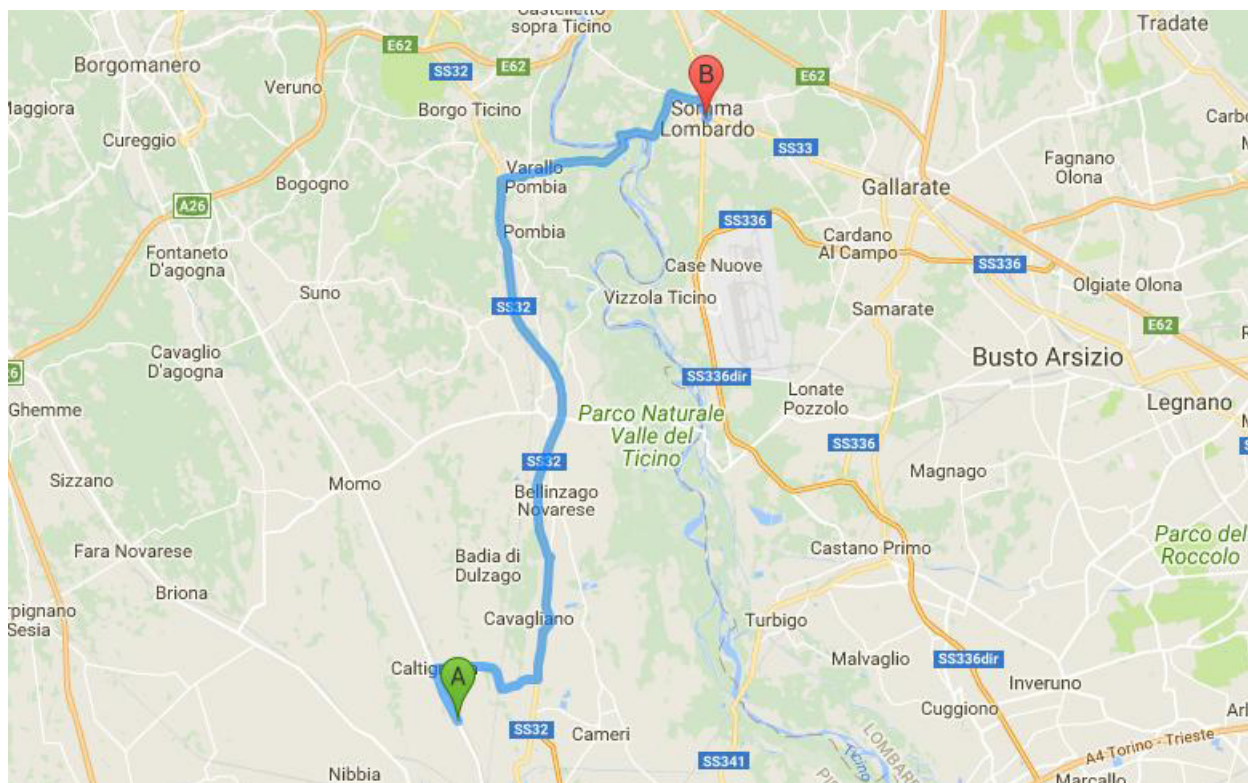 Castelletto
sopra Ticino
Tradate
E62
SS32
E62
E62
Borgomanero
Veruno
Maggiora
Borgo Ticino
B
Somma
Lombardo
Cureggio
SS33
Fagnano
Olona
Varallo
Pombia
Bogogno
Gallarate
A26
Pombia
SS336
Cardano
Al Campo
Fontaneto
D'agogna
Case Nuove
SS336
Olgiate Olona
Suno
SS32
Vizzola Ticino
Samarate
E62
Cavaglio
D'agogna
Busto Arsizio
SS336dir
Lonate
Pozzolo
Legnano
Ghemme
Parco Naturale
Valle del
Ticino
SS336
SS32
Magnago
Sizzano
Momo
Bellinzago
Novarese
Parco del
Roccolo
Fara Novarese
Badia di
Dulzago
Castano Primo
Briona
Sesia
Cavagliano
Turbigo
Malvaglio
SS336dir
A
Inveruno
Cuggiono
SS32
Cameri
Ticino
SS341
A4 Torino - Trieste
Nibbia
Marcallo